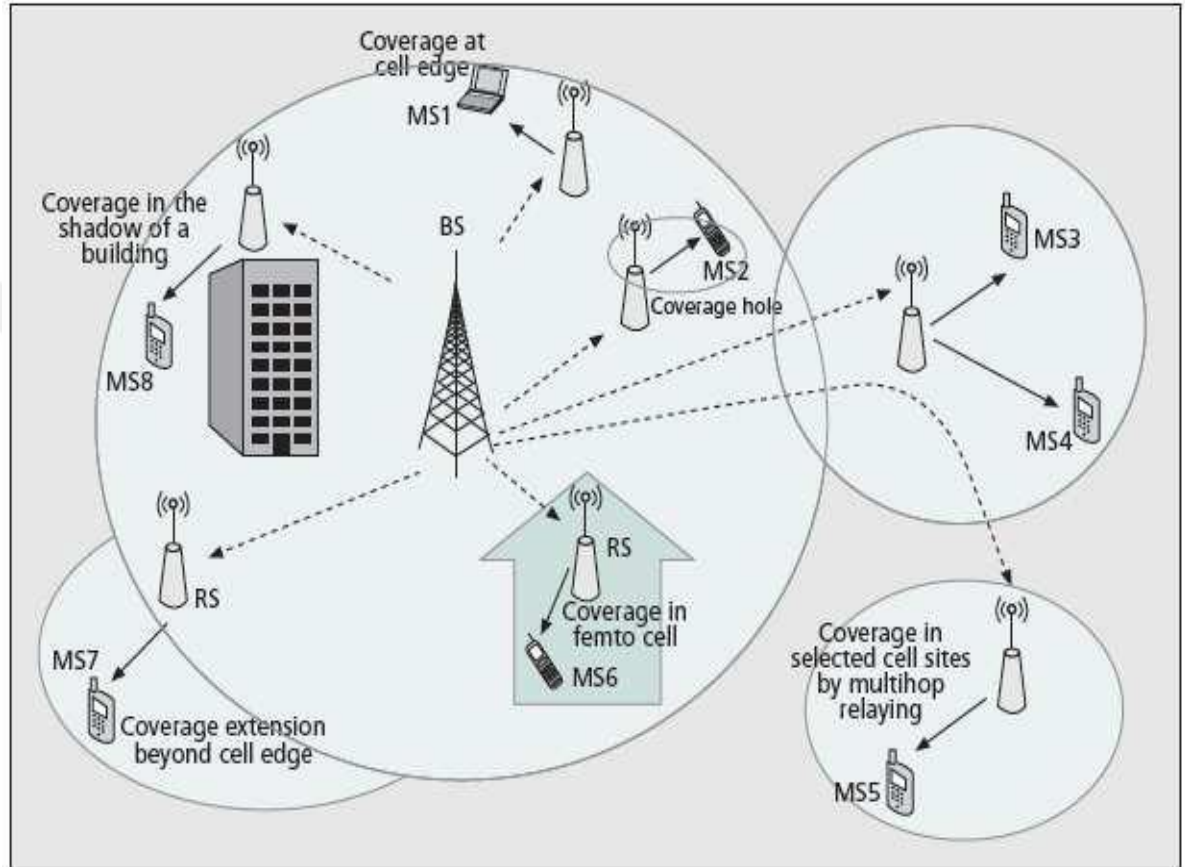 Coverage at
cell edge
MS1
Coverage in the
shadow of a
building
BS
MS2
Coverage hole
MS3
MS4
MS8
RS
RS
Coverage in
femto cell
MS6
MS7
Coverage extension
beyond cell edge
Coverage in
selected cell sites
by multihop
relaying
MS5